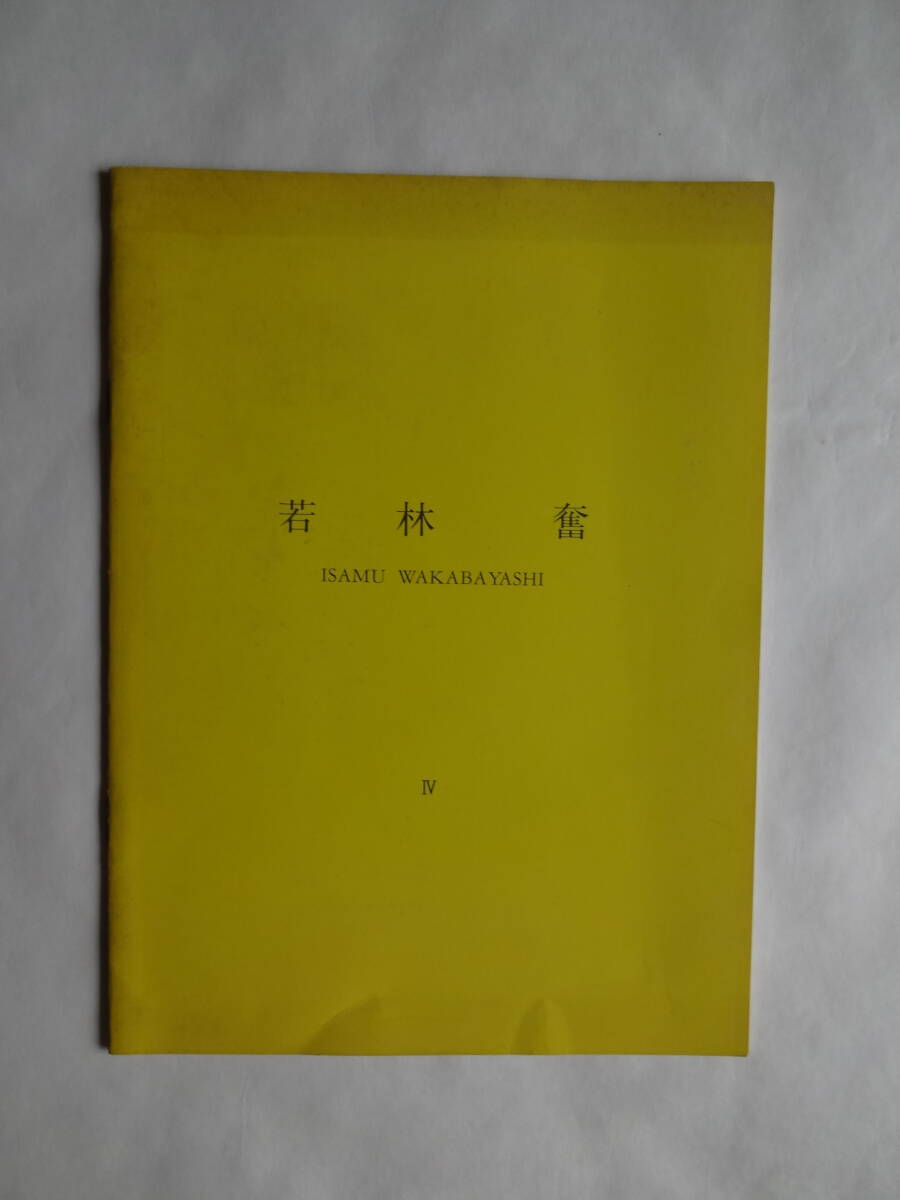 若林 奮
ISAMU WAKABAYASHI
Ⅳ